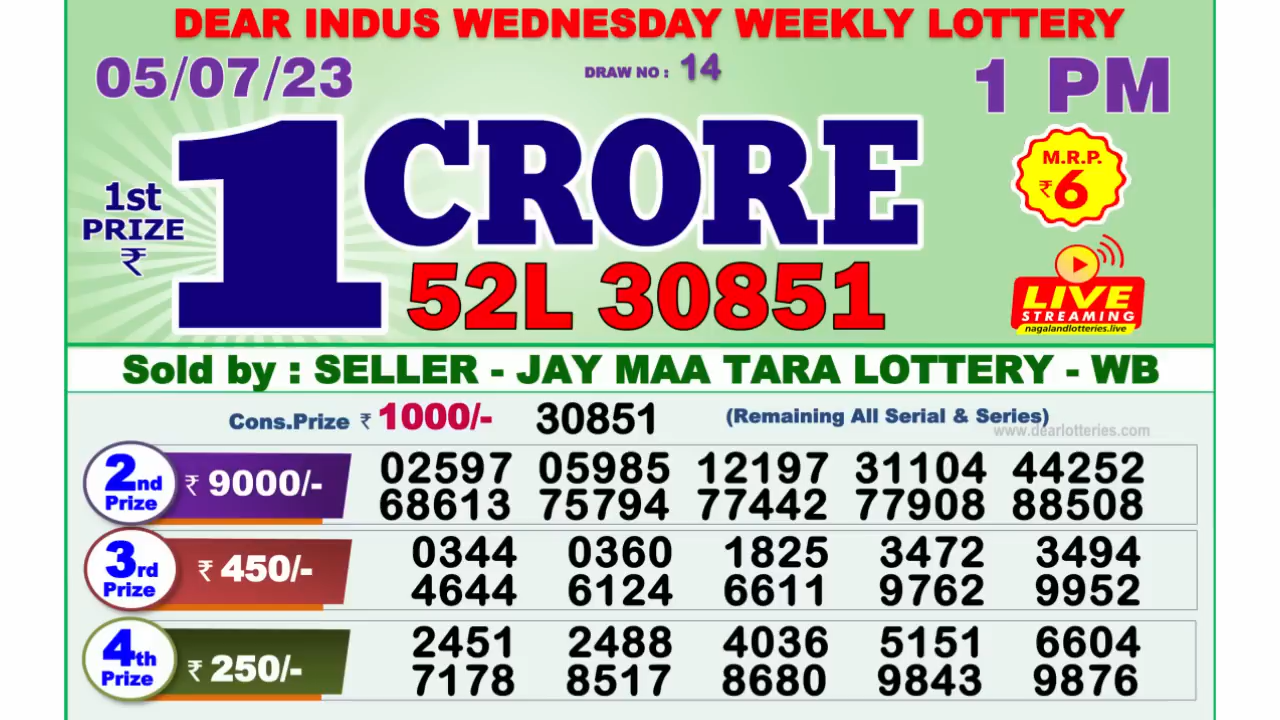 DEAR INDUS WEDNESDAY WEEKLY LOTTERY
05/07/23 DRAW NO : 14 1 PM
1st PRIZE ₹ 1 CRORE
M.R.P. ₹6
52L 30851
LIVE
STREAMING
nagalandlotteries.live
Sold by : SELLER - JAY MAA TARA LOTTERY - WB
Cons.Prize ₹ 1000/- 30851 (Remaining All Serial & Series)
www.dearlotteries.com
2nd Prize ₹ 9000/-
02597 05985 12197 31104 44252
68613 75794 77442 77908 88508
3rd Prize ₹ 450/-
0344 0360 1825 3472 3494
4644 6124 6611 9762 9952
4th Prize ₹ 250/-
2451 2488 4036 5151 6604
7178 8517 8680 9843 9876